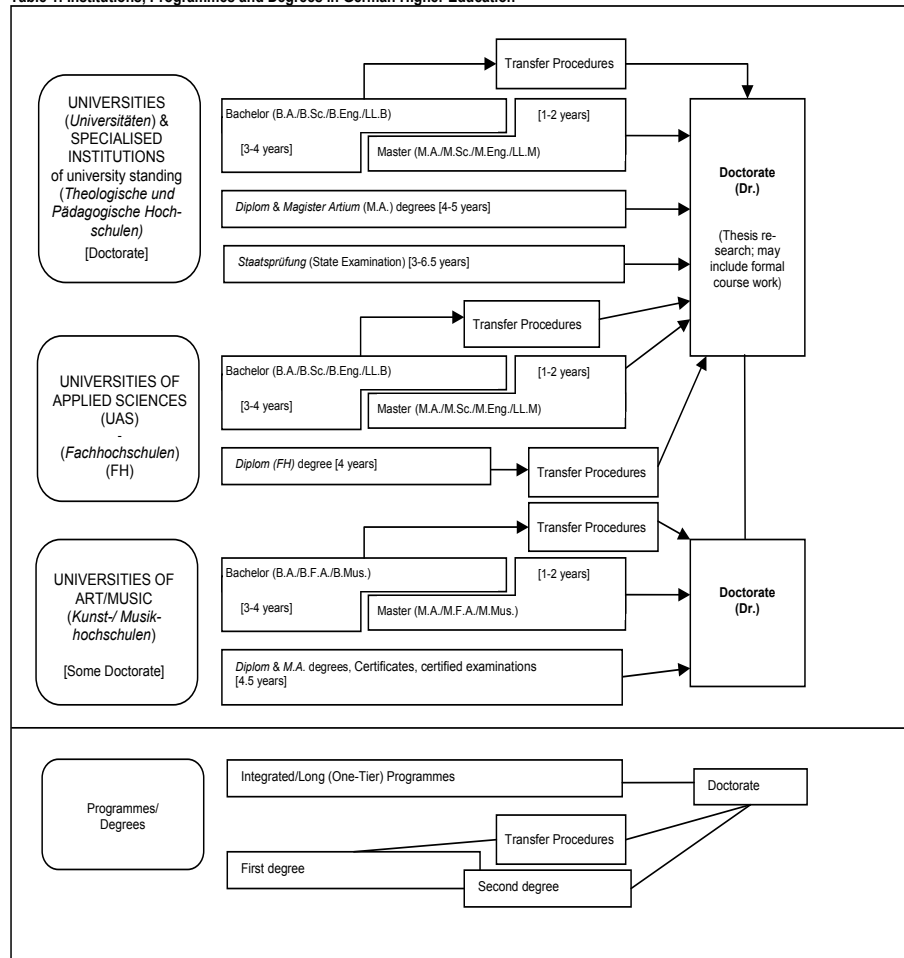 Table 1: Institutions, Programmes and Degrees in German Higher Education
Transfer Procedures
UNIVERSITIES
(Universitäten) &
SPECIALISED
INSTITUTIONS
of university standing
(Theologische und
Pädagogische Hoch-
schulen)
[Doctorate]
Bachelor (B.A./B.Sc./B.Eng./LL.B)
[3-4 years]
[1-2 years]
Master (M.A./M.Sc./M.Eng./LL.M)
Diplom & Magister Artium (M.A.) degrees [4-5 years]
Staatsprüfung (State Examination) [3-6.5 years]
Doctorate
(Dr.)
(Thesis re-
search; may
include formal
course work)
Transfer Procedures
UNIVERSITIES OF
APPLIED SCIENCES
(UAS)
-
(Fachhochschulen)
(FH)
Bachelor (B.A./B.Sc./B.Eng./LL.B)
[3-4 years]
[1-2 years]
Master (M.A./M.Sc./M.Eng./LL.M)
Diplom (FH) degree [4 years]
Transfer Procedures
Transfer Procedures
UNIVERSITIES OF
ART/MUSIC
(Kunst-/ Musik-
hochschulen)
[Some Doctorate]
Bachelor (B.A./B.F.A./B.Mus.)
[3-4 years]
[1-2 years]
Master (M.A./M.F.A./M.Mus.)
Diplom & M.A. degrees, Certificates, certified examinations
[4.5 years]
Doctorate
(Dr.)
Programmes/
Degrees
Integrated/Long (One-Tier) Programmes
Doctorate
Transfer Procedures
First degree
Second degree